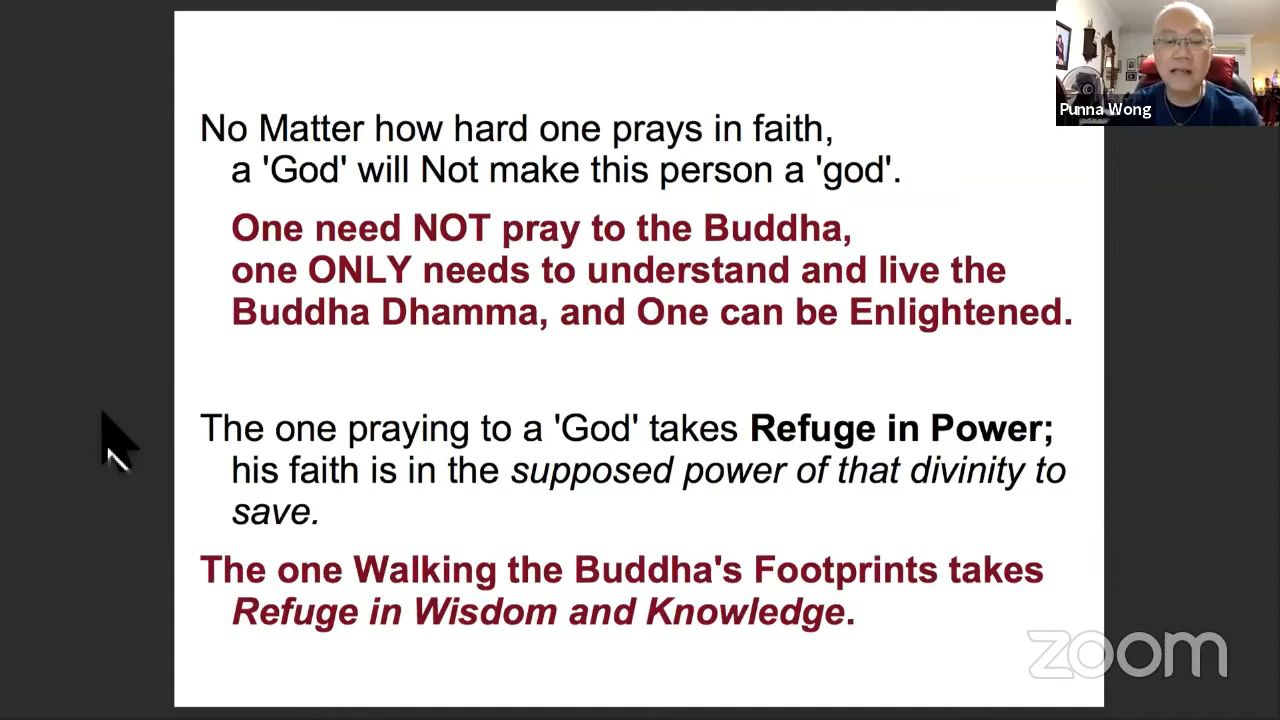 Punna Wong
No Matter how hard one prays in faith,
a 'God' will Not make this person a 'god'.
One need NOT pray to the Buddha,
one ONLY needs to understand and live the
Buddha Dhamma, and One can be Enlightened.
The one praying to a 'God' takes Refuge in Power;
his faith is in the supposed power of that divinity to
save.
The one Walking the Buddha's Footprints takes
Refuge in Wisdom and Knowledge.
zoom